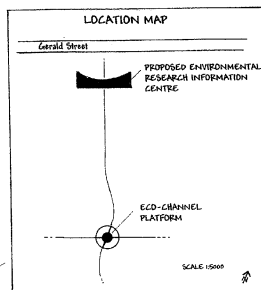 LOCATION MAP
Gerald Street
PROPOSED ENVIRONMENTAL
RESEARCH INFORMATION
CENTRE
ECO-CHANNEL
PLATFORM
SCALE 1:5000
N